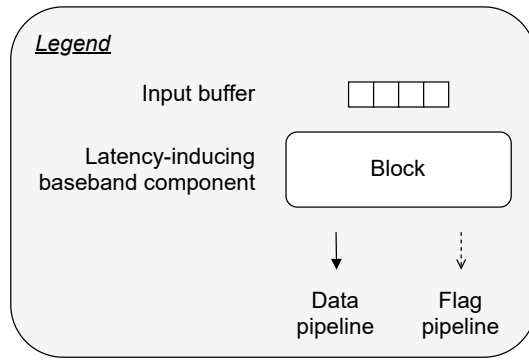 Legend
Input buffer
Latency-inducing
baseband component
Block
Data
pipeline
Flag
pipeline